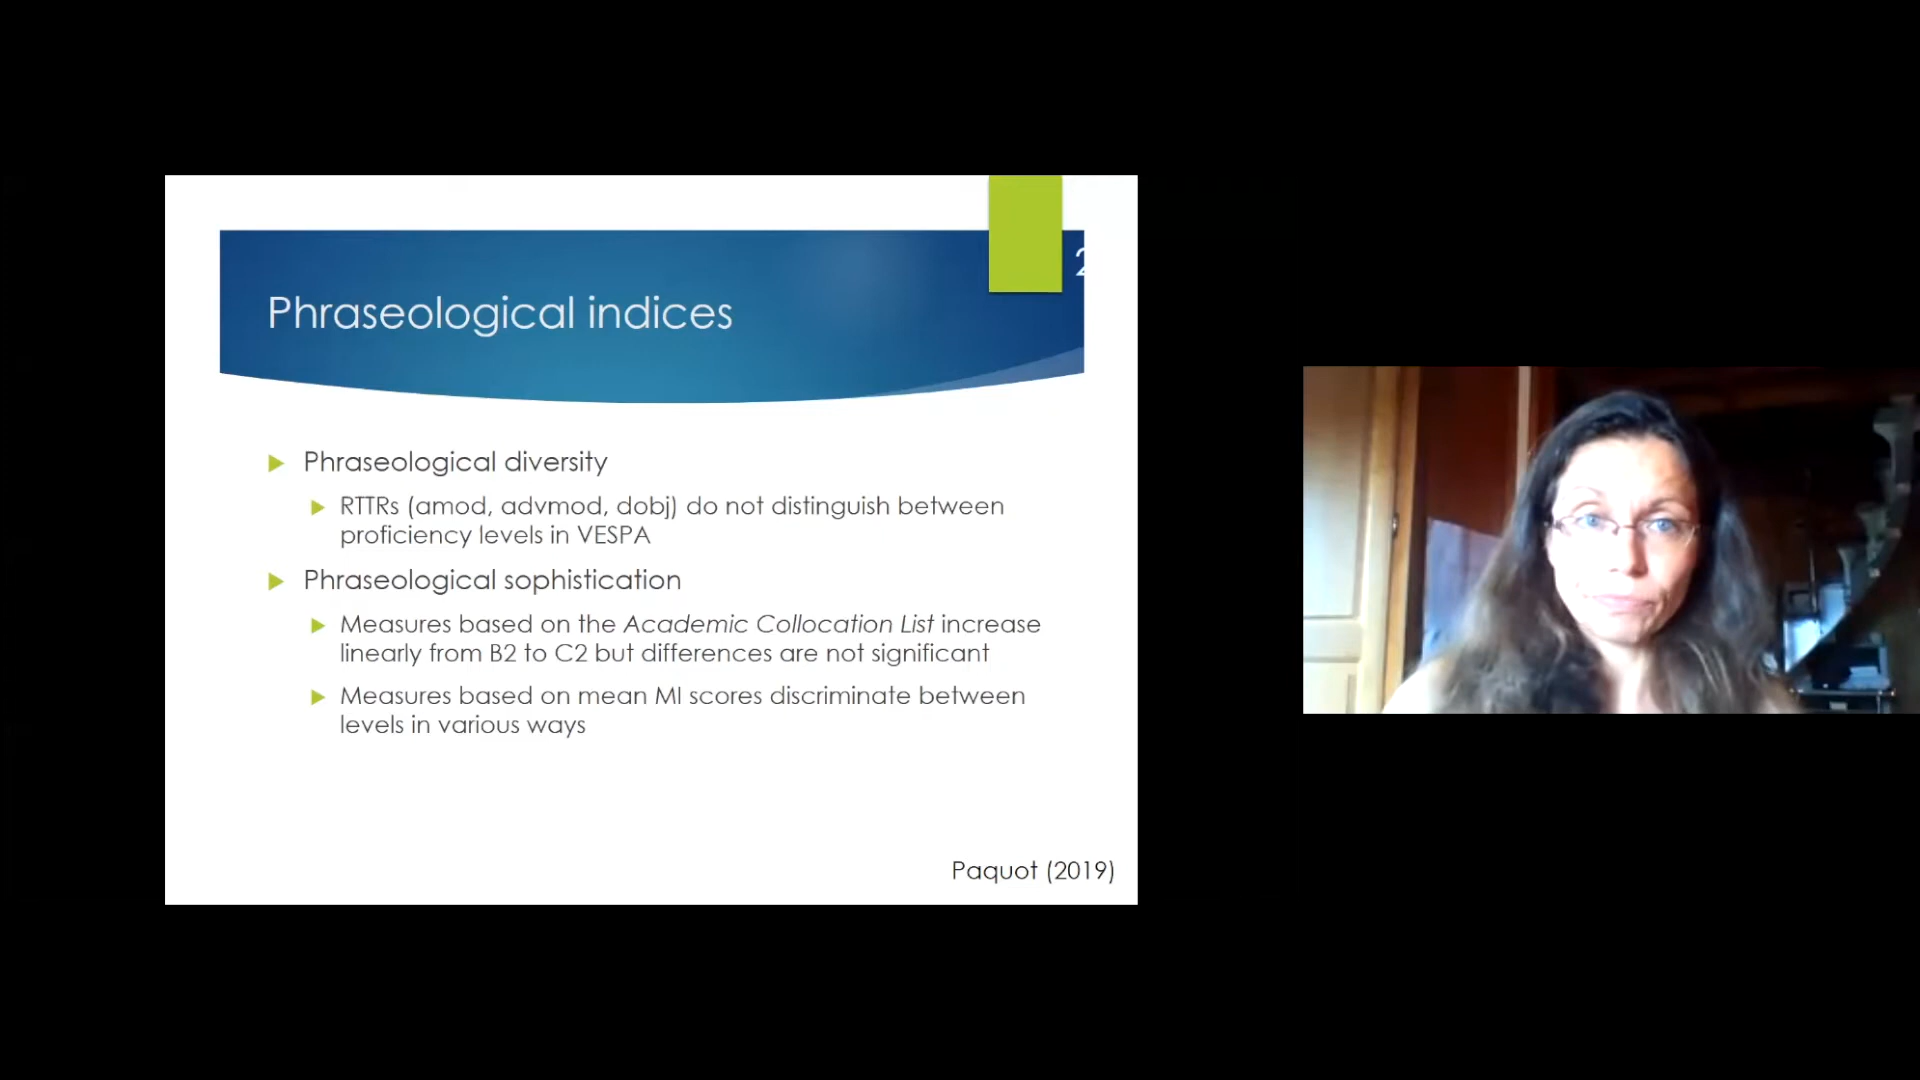 2
Phraseological indices
Phraseological diversity
RTTRs (amod, advmod, dobj) do not distinguish between
proficiency levels in VESPA
Phraseological sophistication
Measures based on the Academic Collocation List increase
linearly from B2 to C2 but differences are not significant
Measures based on mean MI scores discriminate between
levels in various ways
Paquot (2019)